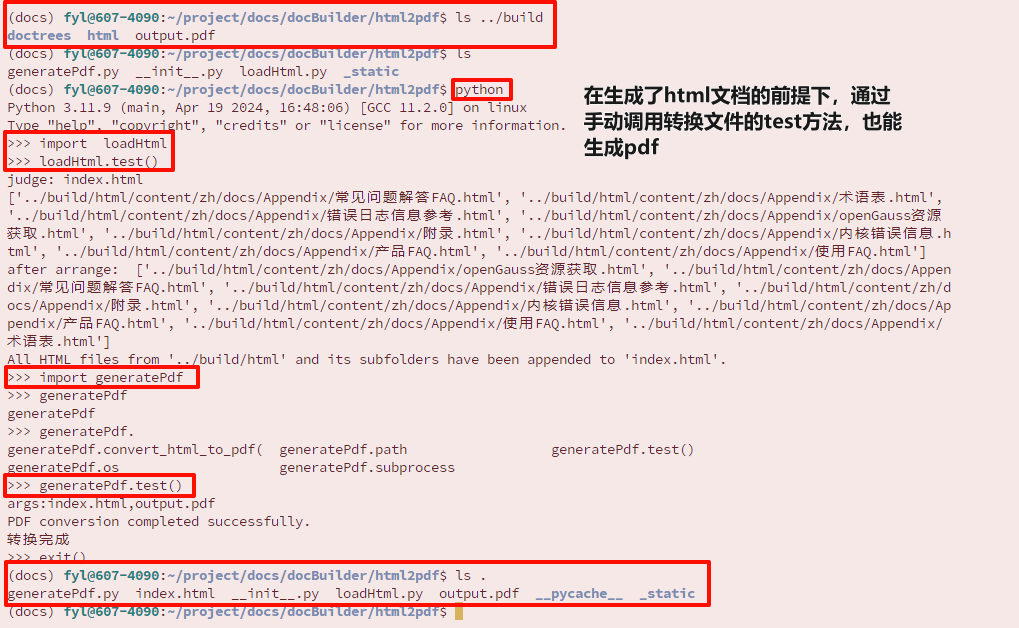 (docs) fyl@607-4090:~/project/docs/docBuilder/html2pdf$ ls ../build
doctrees  html  output.pdf
(docs) fyl@607-4090:~/project/docs/docBuilder/html2pdf$ ls
generatePdf.py  __init__.py  loadHtml.py  _static
(docs) fyl@607-4090:~/project/docs/docBuilder/html2pdf$ python
Python 3.11.9 (main, Apr 19 2024, 16:48:06) [GCC 11.2.0] on linux
Type "help", "copyright", "credits" or "license" for more information.
在生成了html文档的前提下，通过
手动调用转换文件的test方法，也能
生成pdf
>>> import  loadHtml
>>> loadHtml.test()
judge: index.html
['../build/html/content/zh/docs/Appendix/常见问题解答FAQ.html', '../build/html/content/zh/docs/Appendix/术语表.html',
'../build/html/content/zh/docs/Appendix/错误日志信息参考.html', '../build/html/content/zh/docs/Appendix/openGauss资源
获取.html', '../build/html/content/zh/docs/Appendix/附录.html', '../build/html/content/zh/docs/Appendix/内核错误信息.h
tml', '../build/html/content/zh/docs/Appendix/产品FAQ.html', '../build/html/content/zh/docs/Appendix/使用FAQ.html']
after arrange:  ['../build/html/content/zh/docs/Appendix/openGauss资源获取.html', '../build/html/content/zh/docs/Appen
dix/常见问题解答FAQ.html', '../build/html/content/zh/docs/Appendix/错误日志信息参考.html', '../build/html/content/zh/d
ocs/Appendix/附录.html', '../build/html/content/zh/docs/Appendix/内核错误信息.html', '../build/html/content/zh/docs/Ap
pendix/产品FAQ.html', '../build/html/content/zh/docs/Appendix/使用FAQ.html', '../build/html/content/zh/docs/Appendix/
术语表.html']
All HTML files from '../build/html' and its subfolders have been appended to 'index.html'.
>>> import generatePdf
>>> generatePdf
generatePdf
>>> generatePdf.
generatePdf.convert_html_to_pdf(  generatePdf.path                  generatePdf.test()
generatePdf.os                    generatePdf.subprocess
>>> generatePdf.test()
args:index.html,output.pdf
PDF conversion completed successfully.
转换完成
>>> exit()
(docs) fyl@607-4090:~/project/docs/docBuilder/html2pdf$ ls .
generatePdf.py  index.html  __init__.py  loadHtml.py  output.pdf  __pycache__  _static
(docs) fyl@607-4090:~/project/docs/docBuilder/html2pdf$